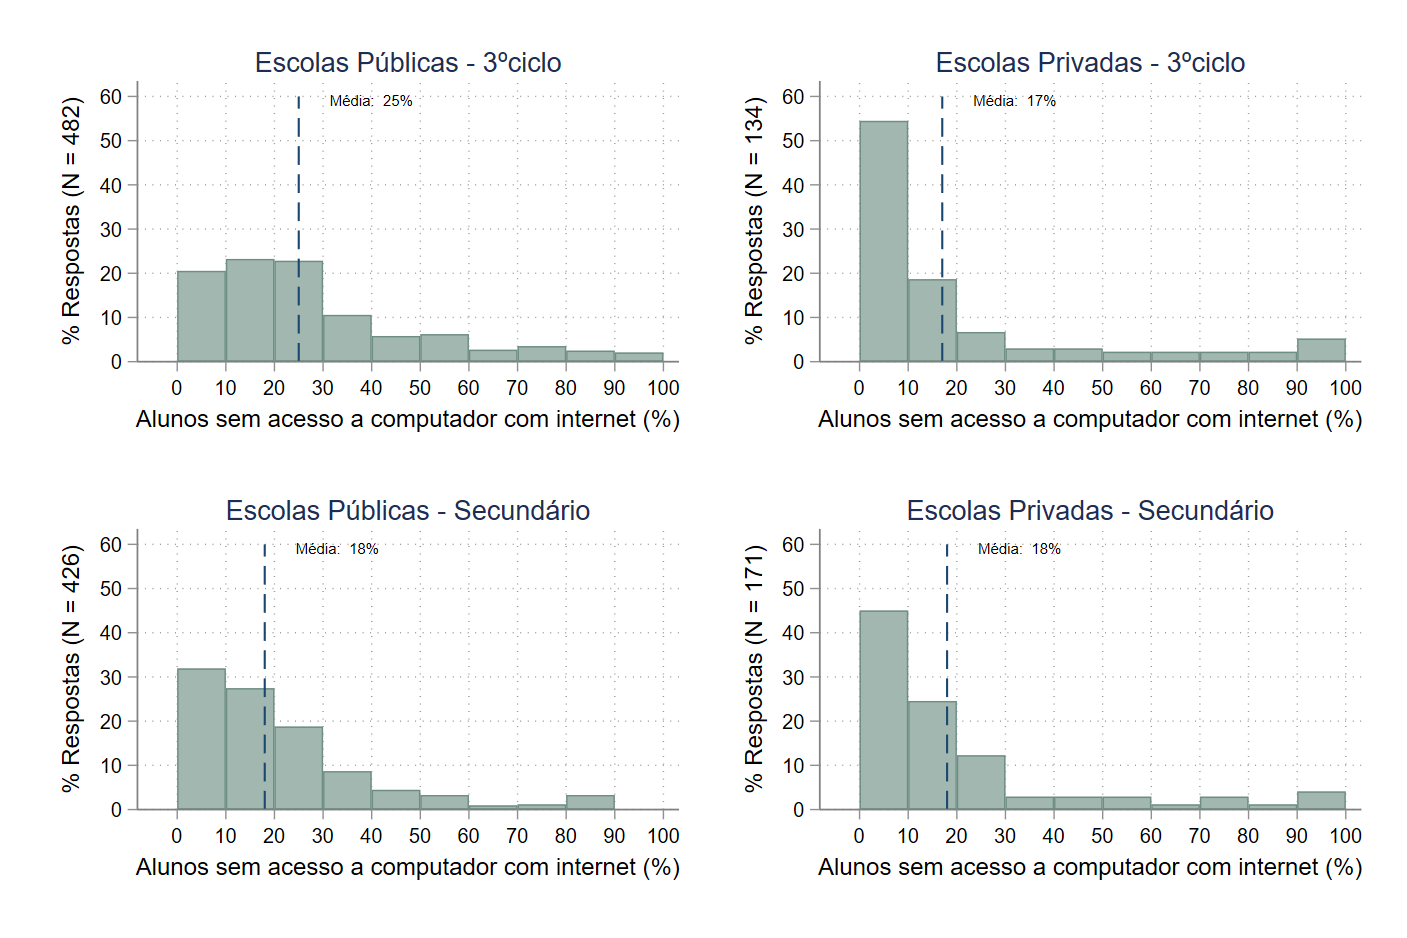 Escolas Públicas - 3ºciclo
Média:  25%
% Respostas (N = 482)
60
50
40
30
20
10
0
0 10 20 30 40 50 60 70 80 90 100
Alunos sem acesso a computador com internet (%)
Escolas Privadas - 3ºciclo
Média:  17%
% Respostas (N = 134)
60
50
40
30
20
10
0
0 10 20 30 40 50 60 70 80 90 100
Alunos sem acesso a computador com internet (%)
Escolas Públicas - Secundário
Média:  18%
% Respostas (N = 426)
60
50
40
30
20
10
0
0 10 20 30 40 50 60 70 80 90 100
Alunos sem acesso a computador com internet (%)
Escolas Privadas - Secundário
Média:  18%
% Respostas (N = 171)
60
50
40
30
20
10
0
0 10 20 30 40 50 60 70 80 90 100
Alunos sem acesso a computador com internet (%)